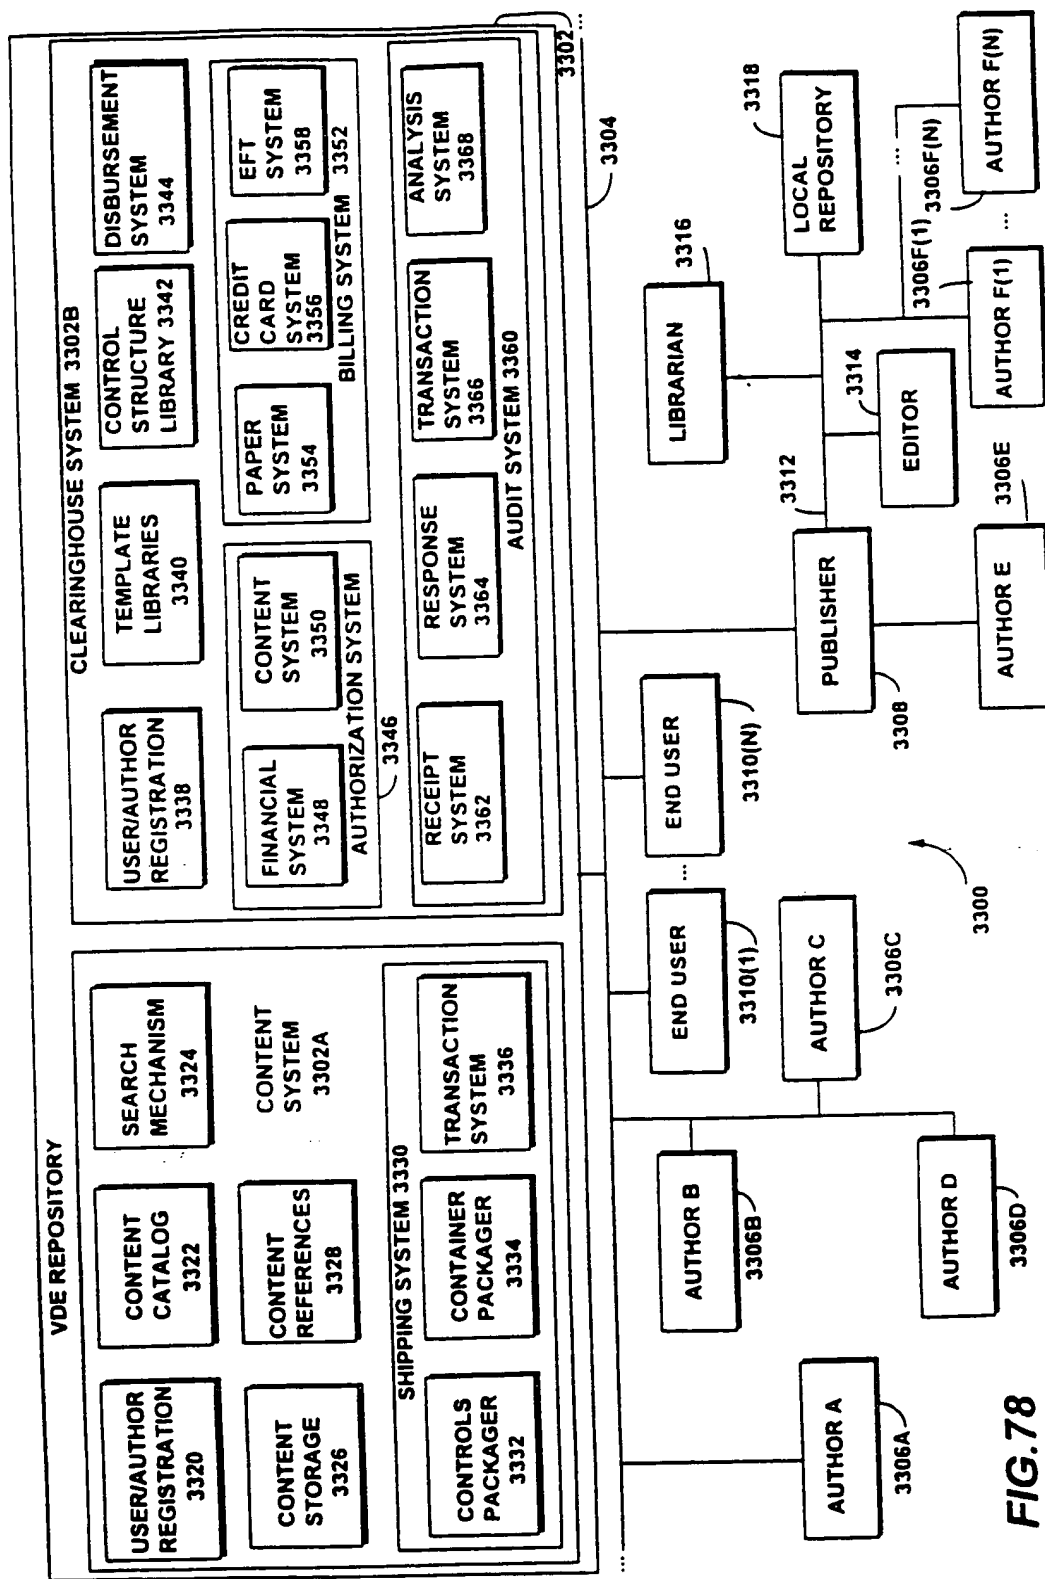 VDE REPOSITORY
USER/AUTHOR
REGISTRATION
3320
CONTENT
CATALOG
3322
SEARCH
MECHANISM
3324
CONTENT
STORAGE
3326
CONTENT
REFERENCES
3328
CONTENT
SYSTEM
3302A
SHIPPING SYSTEM 3330
CONTROLS
PACKAGER
3332
CONTAINER
PACKAGER
3334
TRANSACTION
SYSTEM
3336
CLEARINGHOUSE SYSTEM 3302B
USER/AUTHOR
REGISTRATION
3338
TEMPLATE
LIBRARIES
3340
CONTROL
STRUCTURE
LIBRARY 3342
DISBURSEMENT
SYSTEM
3344
FINANCIAL
SYSTEM
3348
CONTENT
SYSTEM
3350
AUTHORIZATION SYSTEM
3346
PAPER
SYSTEM
3354
CREDIT
CARD
SYSTEM
3356
EFT
SYSTEM
3358
BILLING SYSTEM 3352
RECEIPT
SYSTEM
3362
RESPONSE
SYSTEM
3364
TRANSACTION
SYSTEM
3366
ANALYSIS
SYSTEM
3368
AUDIT SYSTEM 3360
3302
...
...
3304
AUTHOR A
3306A
AUTHOR B
3306B
AUTHOR C
3306C
AUTHOR D
3306D
END USER
3310(1)
...
END USER
3310(N)
PUBLISHER
3308
3312
LIBRARIAN
3316
LOCAL
REPOSITORY
3318
EDITOR
3314
AUTHOR E
3306E
AUTHOR F(1)
3306F(1)
...
...
AUTHOR F(N)
3306F(N)
3300
FIG.78